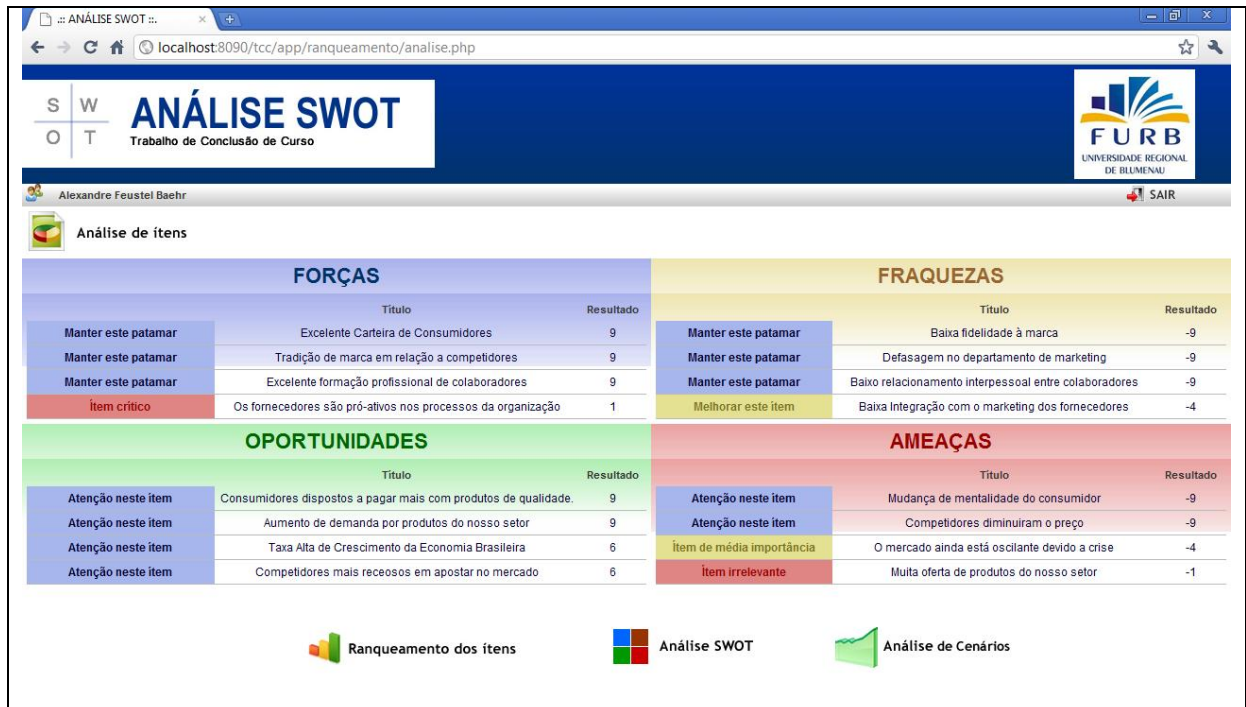 .:: ANÁLISE SWOT ::.
localhost:8090/tcc/app/ranqueamento/analise.php
S W
O T
ANÁLISE SWOT
Trabalho de Conclusão de Curso
FURB
UNIVERSIDADE REGIONAL
DE BLUMENAU
Alexandre Feustel Baehr
SAIR
Análise de ítens
FORÇAS
Título Resultado
Manter este patamar Excelente Carteira de Consumidores 9
Manter este patamar Tradição de marca em relação a competidores 9
Manter este patamar Excelente formação profissional de colaboradores 9
Ítem crítico Os fornecedores são pró-ativos nos processos da organização 1
FRAQUEZAS
Título Resultado
Manter este patamar Baixa fidelidade à marca -9
Manter este patamar Defasagem no departamento de marketing -9
Manter este patamar Baixo relacionamento interpessoal entre colaboradores -9
Melhorar este ítem Baixa Integração com o marketing dos fornecedores -4
OPORTUNIDADES
Título Resultado
Atenção neste ítem Consumidores dispostos a pagar mais com produtos de qualidade. 9
Atenção neste ítem Aumento de demanda por produtos do nosso setor 9
Atenção neste ítem Taxa Alta de Crescimento da Economia Brasileira 6
Atenção neste ítem Competidores mais receosos em apostar no mercado 6
AMEAÇAS
Título Resultado
Atenção neste ítem Mudança de mentalidade do consumidor -9
Atenção neste ítem Competidores diminuiram o preço -9
Ítem de média importância O mercado ainda está oscilante devido a crise -4
Ítem irrelevante Muita oferta de produtos do nosso setor -1
Ranqueamento dos ítens
Análise SWOT
Análise de Cenários